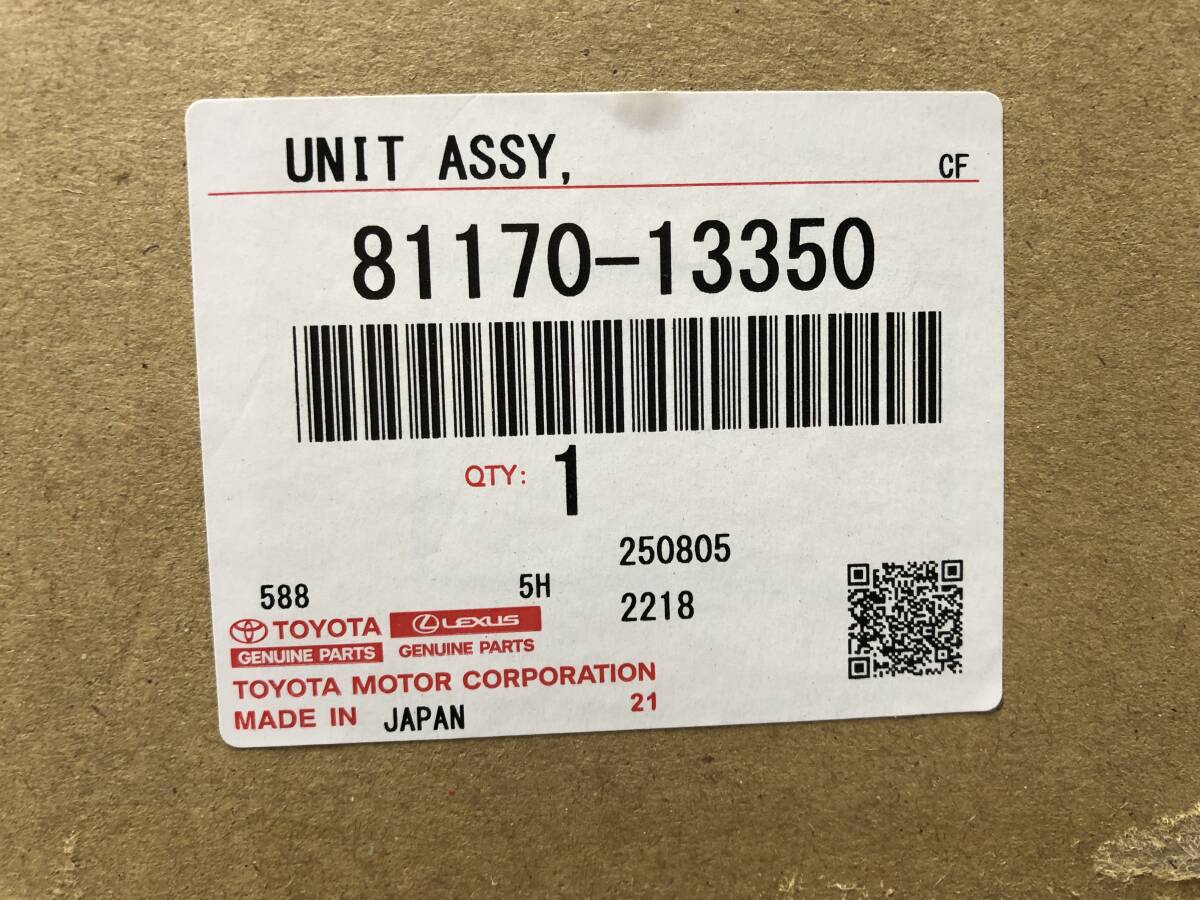 UNIT ASSY,
CF
81170-13350
QTY: 1
250805
588 5H
2218
TOYOTA LEXUS
GENUINE PARTS GENUINE PARTS
TOYOTA MOTOR CORPORATION
MADE IN JAPAN 21